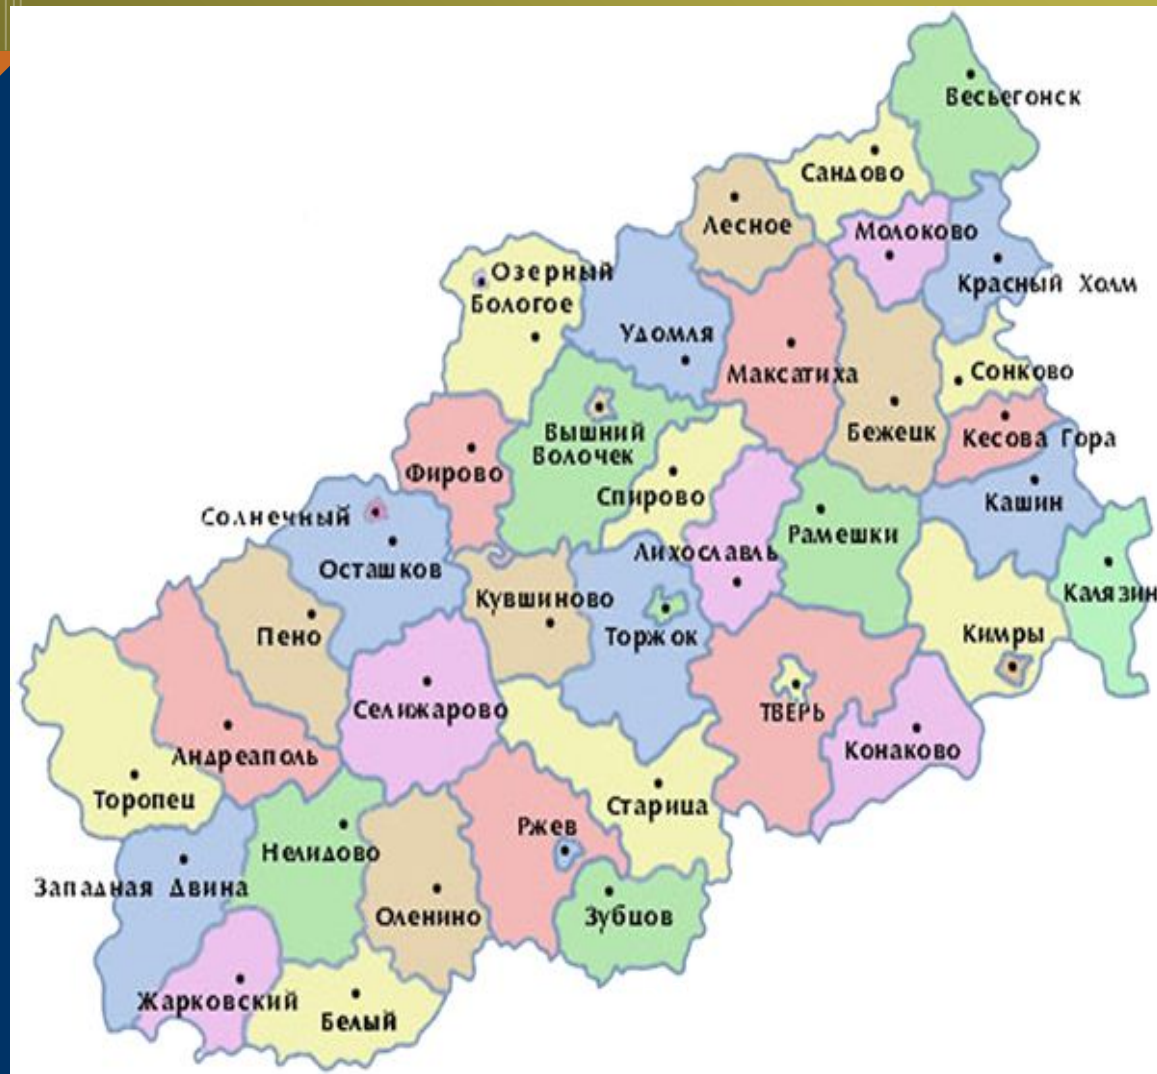 Весьегонск
Сандово
Лесное
Молоково
Красный Холм
Озерный
Бологое
Удомля
Максатиха
Сонково
Бежецк
Кесова Гора
Вышний
Волочек
Фирово
Спирово
Кашин
Солнечный
Осташков
Лихославль
Рамешки
Калязин
Кувшиново
Пено
Торжок
Кимры
Селижарово
ТВЕРЬ
Конаково
Андреаполь
Торопец
Старица
Ржев
Нелидово
Западная Двина
Оленино
Зубцов
Жарковский
Белый